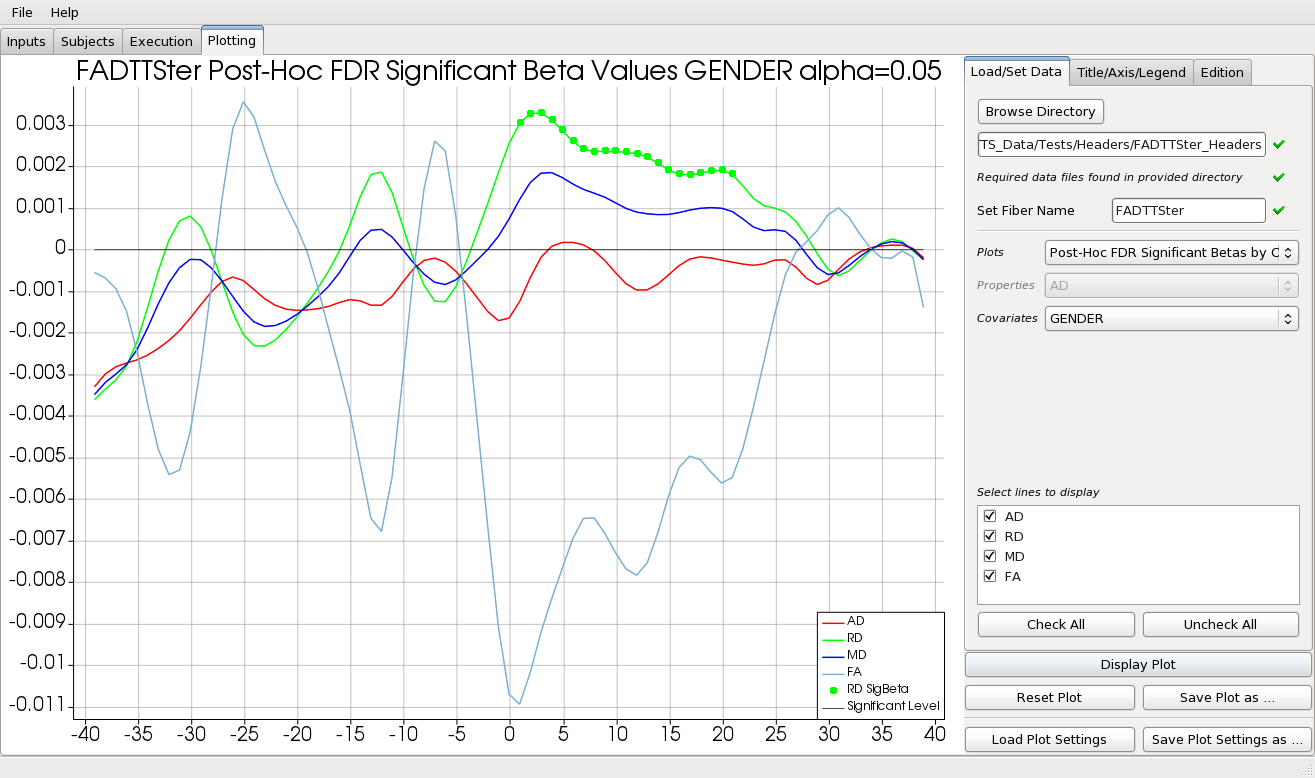 File Help
Inputs Subjects Execution Plotting
FADTTSter Post-Hoc FDR Significant Beta Values GENDER alpha=0.05
0.003
0.002
0.001
0
-0.001
-0.002
-0.003
-0.004
-0.005
-0.006
-0.007
-0.008
-0.009
-0.01
-0.011
-40 -35 -30 -25 -20 -15 -10 -5 0 5 10 15 20 25 30 35 40
AD
RD
MD
FA
RD SigBeta
Significant Level
Load/Set Data Title/Axis/Legend Edition
Browse Directory
TS_Data/Tests/Headers/FADTTSter_Headers
Required data files found in provided directory
Set Fiber Name FADTTSter
Plots Post-Hoc FDR Significant Betas by C
Properties AD
Covariates GENDER
Select lines to display
AD
RD
MD
FA
Check All Uncheck All
Display Plot
Reset Plot Save Plot as ...
Load Plot Settings Save Plot Settings as ...